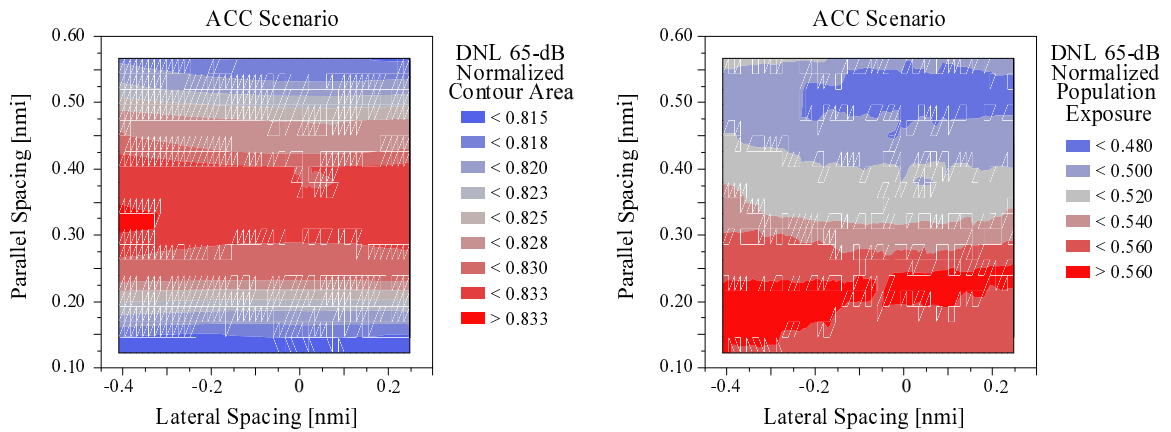 ACC Scenario
0.60
0.50
0.40
0.30
0.20
0.10
Parallel Spacing [nmi]
-0.4
-0.2
0
0.2
Lateral Spacing [nmi]
DNL 65-dB
Normalized
Contour Area
< 0.815
< 0.818
< 0.820
< 0.823
< 0.825
< 0.828
< 0.830
< 0.833
> 0.833
ACC Scenario
0.60
0.50
0.40
0.30
0.20
0.10
Parallel Spacing [nmi]
-0.4
-0.2
0
0.2
Lateral Spacing [nmi]
DNL 65-dB
Normalized
Population
Exposure
< 0.480
< 0.500
< 0.520
< 0.540
< 0.560
> 0.560